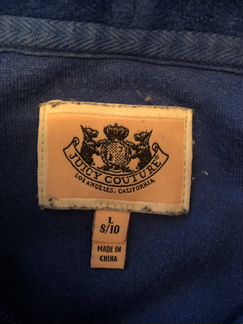 JUICY COUTURE®
LOS ANGELES, CALIFORNIA
L
8/10
MADE IN
CHINA